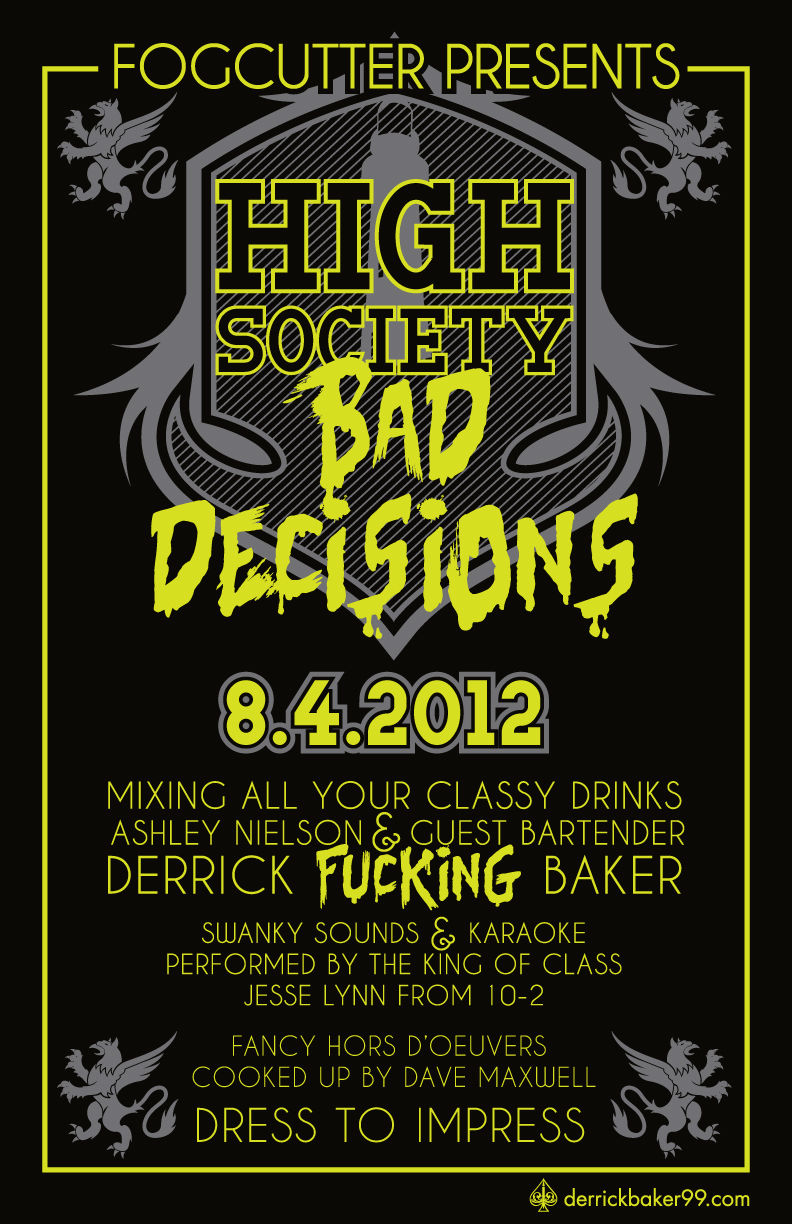 FOGCUTTER PRESENTS
HIGH
SOCIETY
BAD
DECISIONS
8.4.2012
MIXING ALL YOUR CLASSY DRINKS
ASHLEY NIELSON & GUEST BARTENDER
DERRICK FUCKING BAKER
SWANKY SOUNDS & KARAOKE
PERFORMED BY THE KING OF CLASS
JESSE LYNN FROM 10-2
FANCY HORS D'OEUVERS
COOKED UP BY DAVE MAXWELL
DRESS TO IMPRESS
derrickbaker99.com